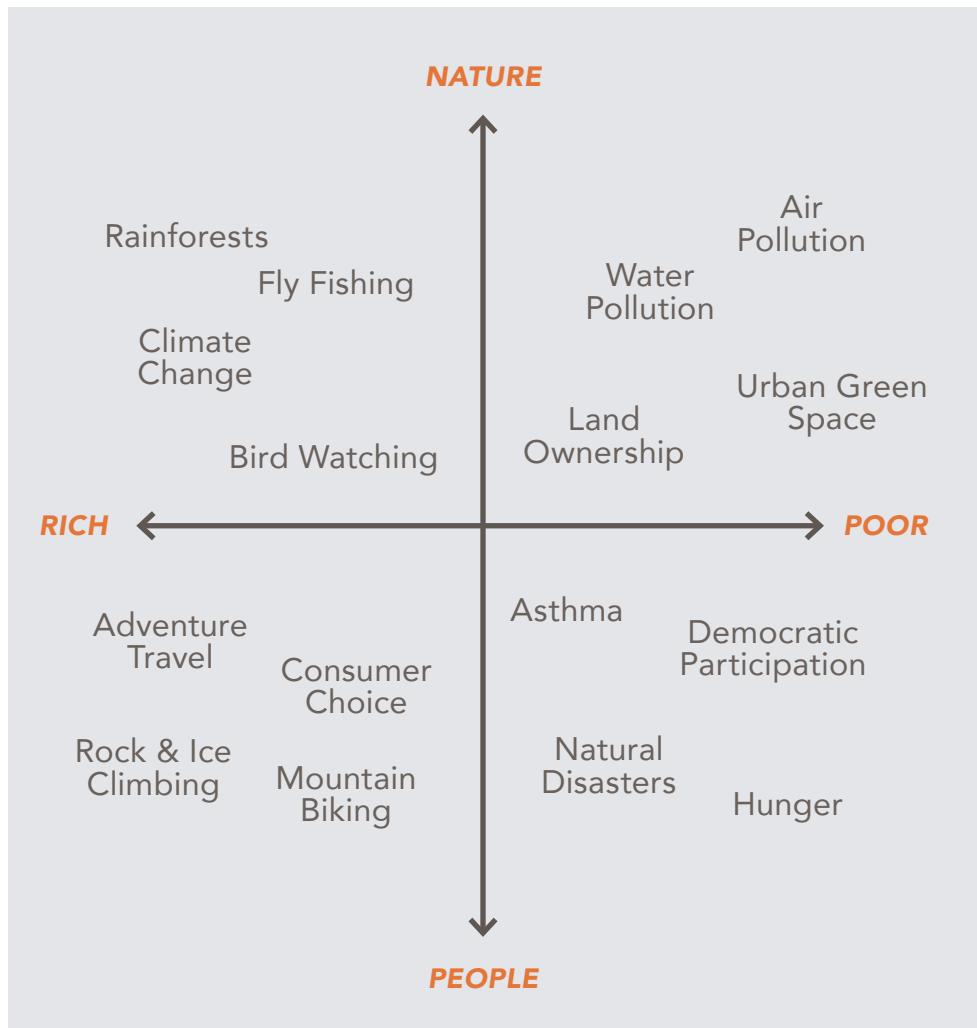 NATURE
Rainforests
Fly Fishing
Climate
Change
Bird Watching
Air
Pollution
Water
Pollution
Urban Green
Space
Land
Ownership
RICH
POOR
Adventure
Travel
Consumer
Choice
Rock & Ice
Climbing
Mountain
Biking
Asthma
Democratic
Participation
Natural
Disasters
Hunger
PEOPLE